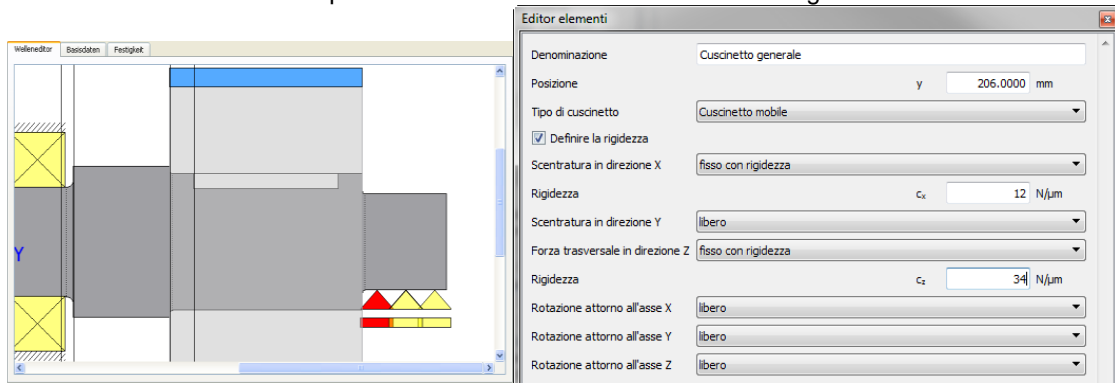 Welleneditor Basisdaten Festigkeit
Y
Editor elementi
Denominazione Cuscinetto generale
Posizione y 206.0000 mm
Tipo di cuscinetto Cuscinetto mobile
Definire la rigidezza
Scentratura in direzione X fisso con rigidezza
Rigidezza cx 12 N/µm
Scentratura in direzione Y libero
Forza trasversale in direzione Z fisso con rigidezza
Rigidezza cz 34 N/µm
Rotazione attorno all'asse X libero
Rotazione attorno all'asse Y libero
Rotazione attorno all'asse Z libero